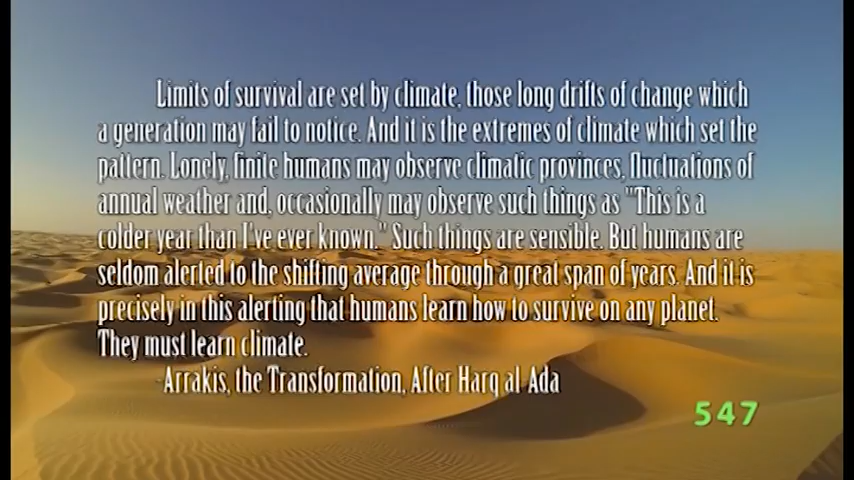 Limits of survival are set by climate, those long drifts of change which
a generation may fail to notice. And it is the extremes of climate which set the
pattern. Lonely, finite humans may observe climatic provinces, fluctuations of
annual weather and, occasionally may observe such things as "This is a
colder year than I've ever known." Such things are sensible. But humans are
seldom alerted to the shifting average through a great span of years. And it is
precisely in this alerting that humans learn how to survive on any planet.
They must learn climate.
-Arrakis, the Transformation, After Harq al-Ada
547